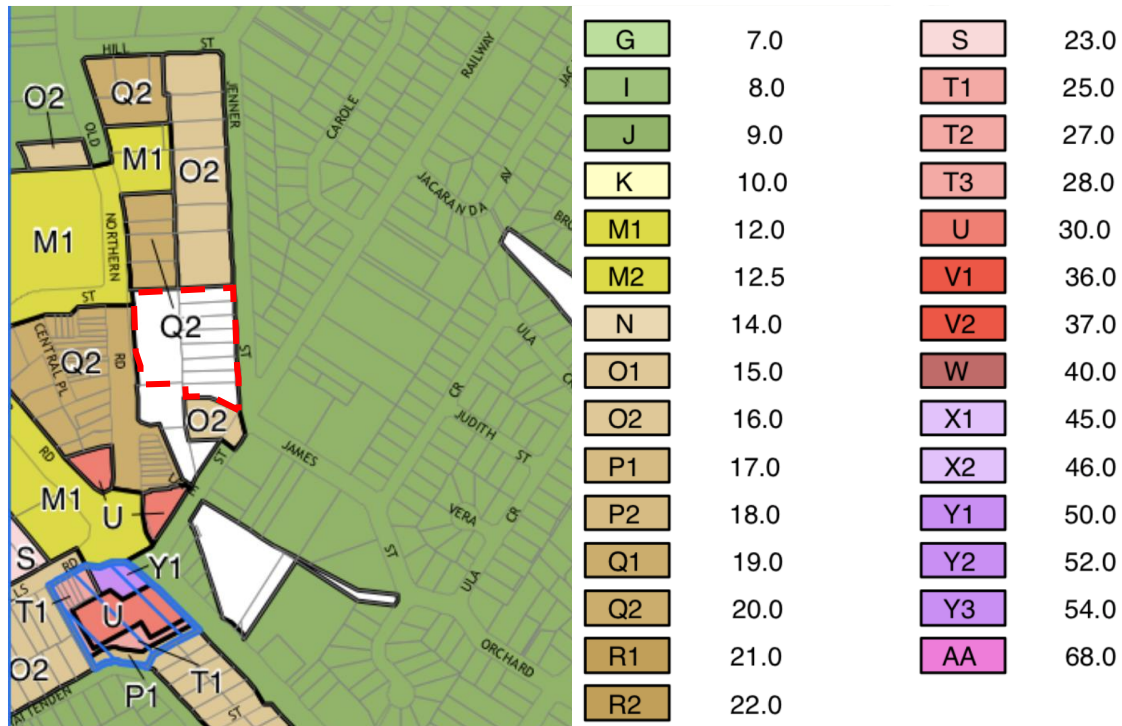 HILL
ST
Q2
O2
OLD
JENNER
RAILWAY
CAROLE
M1
O2
AV
JACARANDA
M1
NORTHERN
ST
Q2
ULA
CENTRAL PL
Q2
RD
ST
CR
O2
JUDITH
ST
JAMES
RD
ST
M1
U
VERA
CR
S
RD
Y1
ST
ULA
T1
U
O2
ORCHARD
P1
T1
ST
G 7.0
I 8.0
J 9.0
K 10.0
M1 12.0
M2 12.5
N 14.0
O1 15.0
O2 16.0
P1 17.0
P2 18.0
Q1 19.0
Q2 20.0
R1 21.0
R2 22.0
S 23.0
T1 25.0
T2 27.0
T3 28.0
U 30.0
V1 36.0
V2 37.0
W 40.0
X1 45.0
X2 46.0
Y1 50.0
Y2 52.0
Y3 54.0
AA 68.0